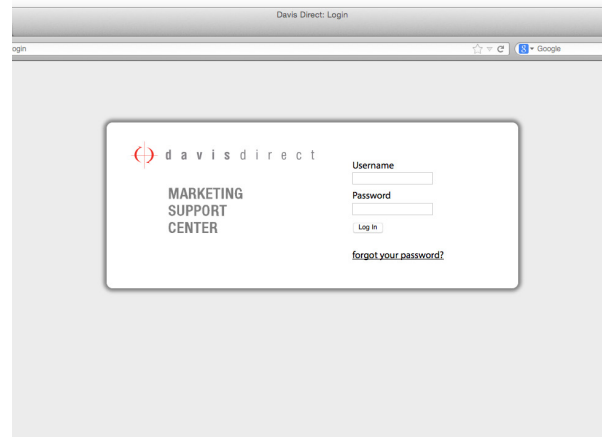 Davis Direct: Login
ogin
Google
davisdirect
MARKETING
SUPPORT
CENTER
Username
Password
Log In
forgot your password?